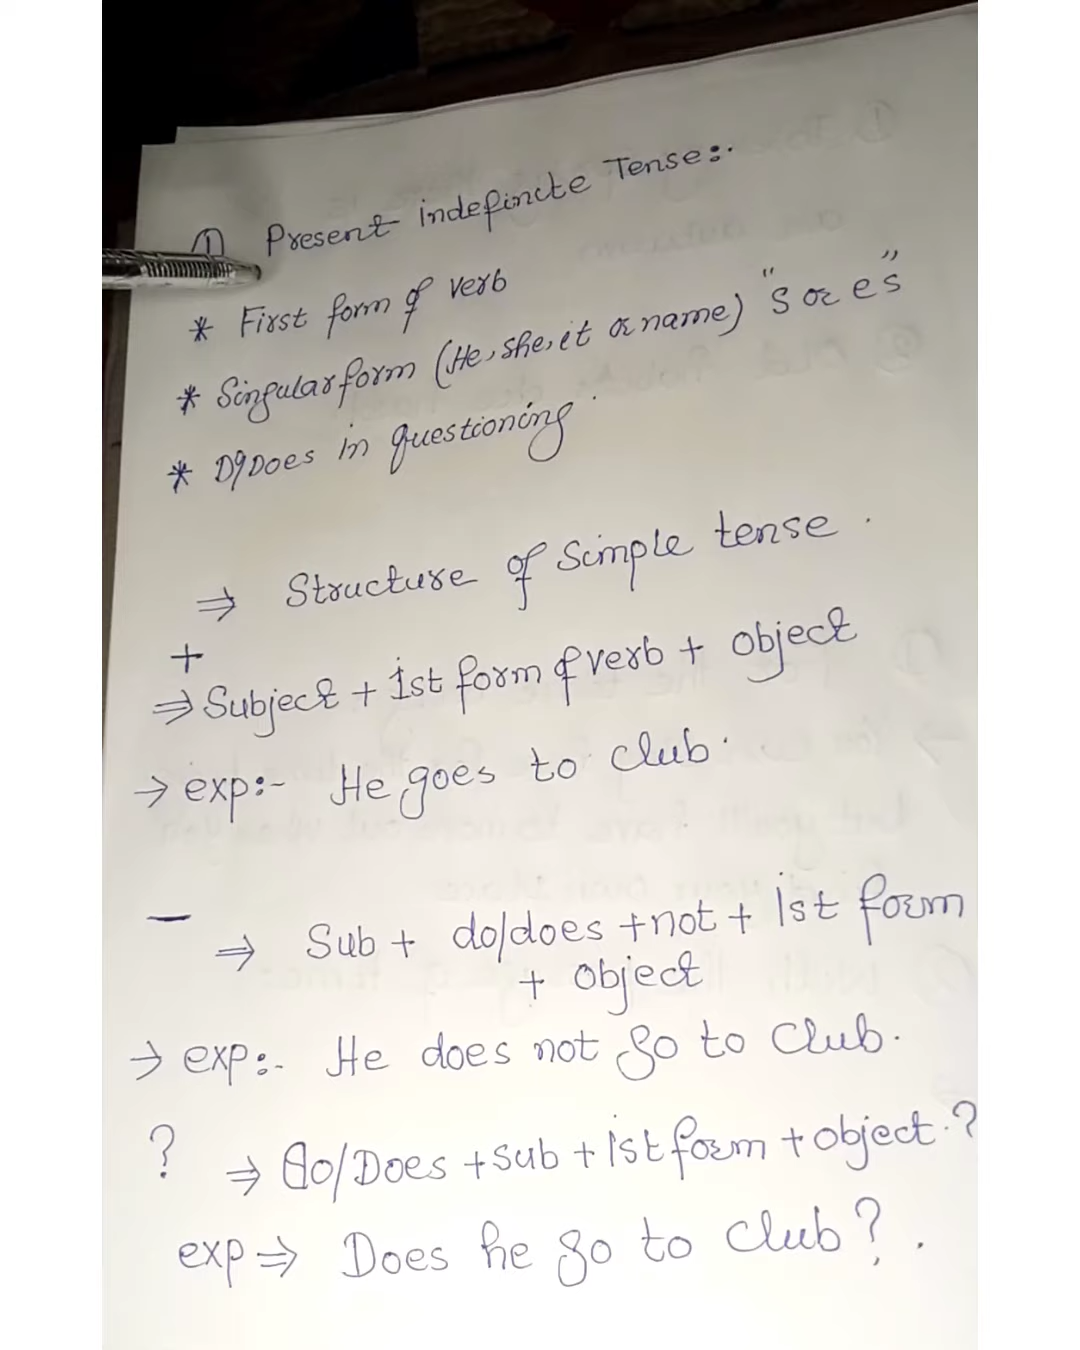 ① Present indefinite Tense:-
* First form of verb
* Singular form (He, she, it or name) "s or es"
* Do/Does in questioning
⇒ Structure of Simple tense.
+
⇒ Subject + 1st form of verb + object
→ exp:- He goes to club.
—
⇒ Sub + do/does + not + 1st form
+ object
→ exp:- He does not go to club.
? ⇒ Do/Does + sub + 1st form + object.?
exp ⇒ Does he go to club?.